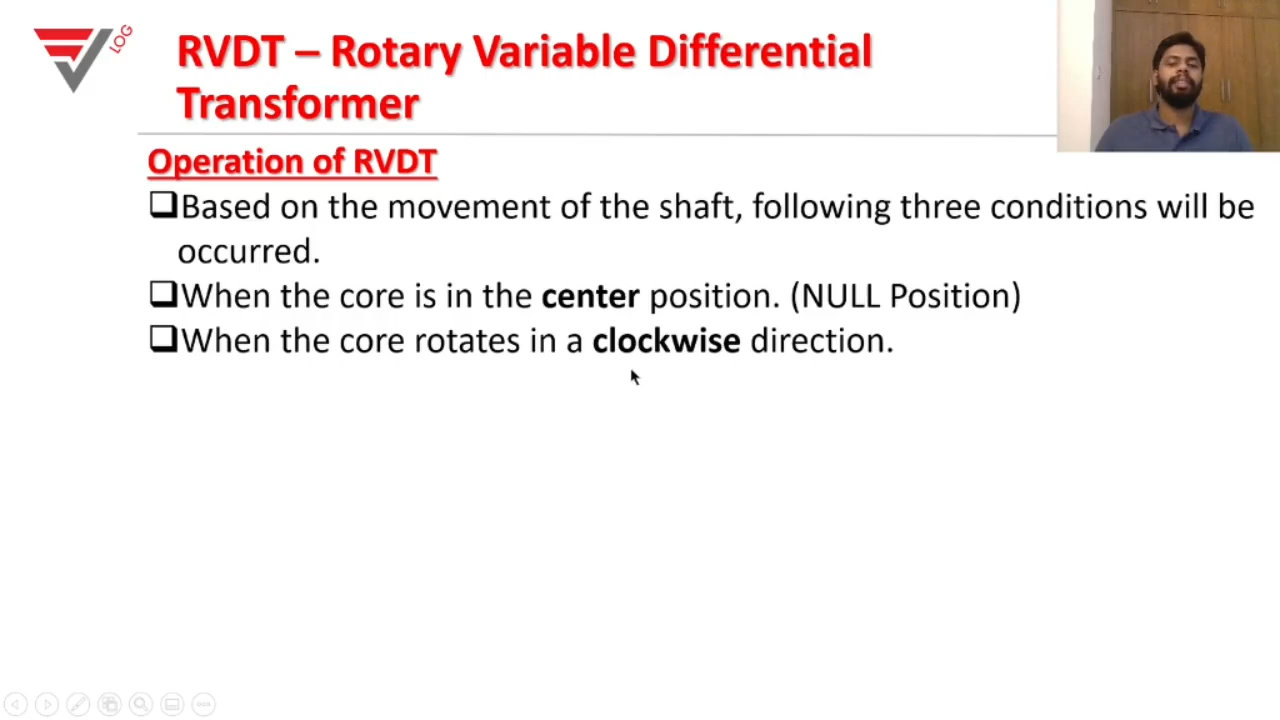 LOG
RVDT – Rotary Variable Differential
Transformer
Operation of RVDT
❑Based on the movement of the shaft, following three conditions will be
occurred.
❑When the core is in the center position. (NULL Position)
❑When the core rotates in a clockwise direction.